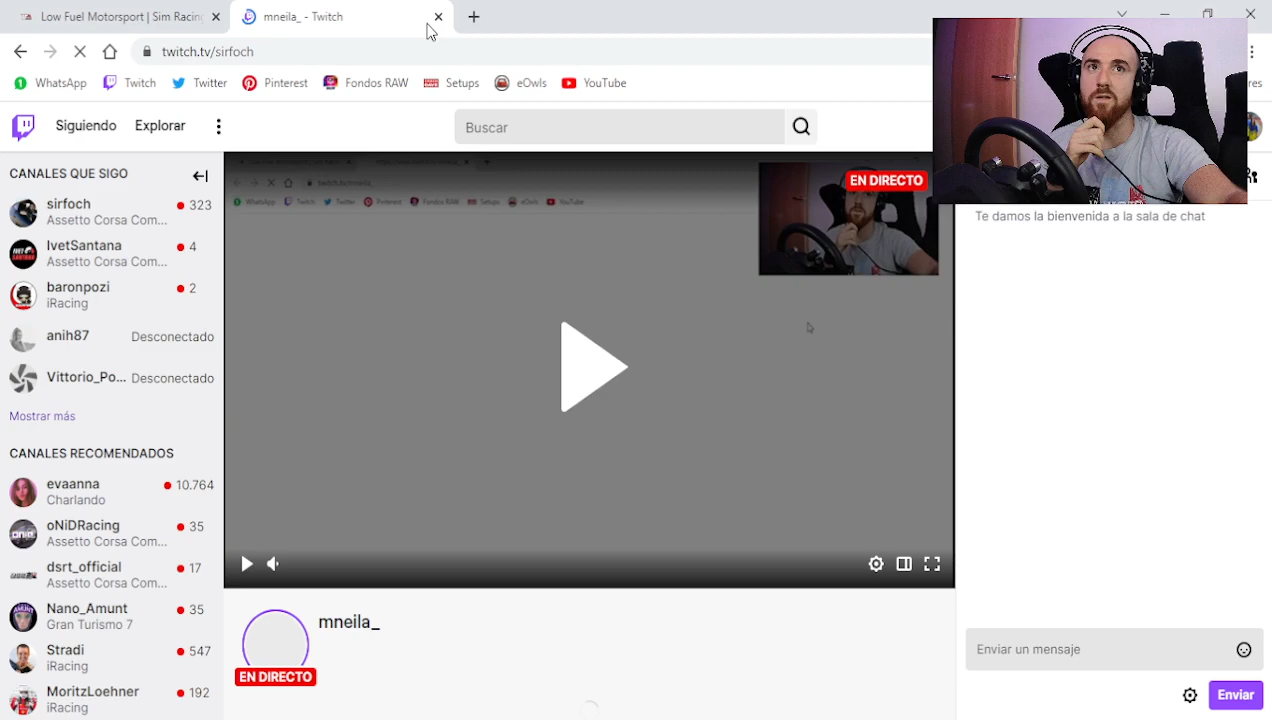 Low Fuel Motorsport | Sim Racin
mneila_ - Twitch
twitch.tv/sirfoch
WhatsApp
Twitch
Twitter
Pinterest
Fondos RAW
Setups
eOwls
YouTube
res
Siguiendo
Explorar
Buscar
CANALES QUE SIGO
sirfoch
323
Assetto Corsa Com...
IvetSantana
4
Assetto Corsa Com...
baronpozi
2
iRacing
anih87
Desconectado
Vittorio_Po...
Desconectado
Mostrar más
CANALES RECOMENDADOS
evaanna
10.764
Charlando
oNiDRacing
35
Assetto Corsa Com...
dsrt_official
17
Assetto Corsa Com...
Nano_Amunt
35
Gran Turismo 7
Stradi
547
iRacing
MoritzLoehner
192
iRacing
EN DIRECTO
mneila_
EN DIRECTO
Te damos la bienvenida a la sala de chat
Enviar un mensaje
Enviar